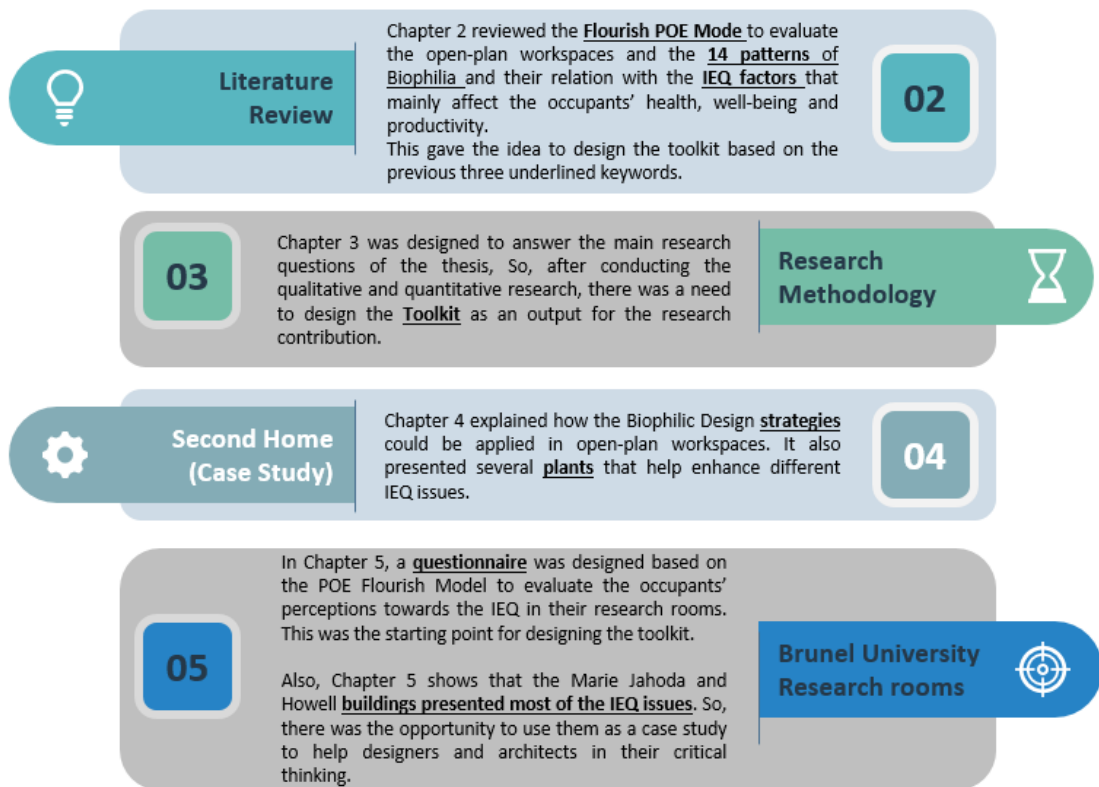 Literature
Review
Chapter 2 reviewed the Flourish POE Mode to evaluate
the open-plan workspaces and the 14 patterns of
Biophilia and their relation with the IEQ factors that
mainly affect the occupants' health, well-being and
productivity.
This gave the idea to design the toolkit based on the
previous three underlined keywords.
02
03
Chapter 3 was designed to answer the main research
questions of the thesis, So, after conducting the
qualitative and quantitative research, there was a need
to design the Toolkit as an output for the research
contribution.
Research
Methodology
Second Home
(Case Study)
Chapter 4 explained how the Biophilic Design strategies
could be applied in open-plan workspaces. It also
presented several plants that help enhance different
IEQ issues.
04
05
In Chapter 5, a questionnaire was designed based on
the POE Flourish Model to evaluate the occupants'
perceptions towards the IEQ in their research rooms.
This was the starting point for designing the toolkit.
Also, Chapter 5 shows that the Marie Jahoda and
Howell buildings presented most of the IEQ issues. So,
there was the opportunity to use them as a case study
to help designers and architects in their critical
thinking.
Brunel University
Research rooms